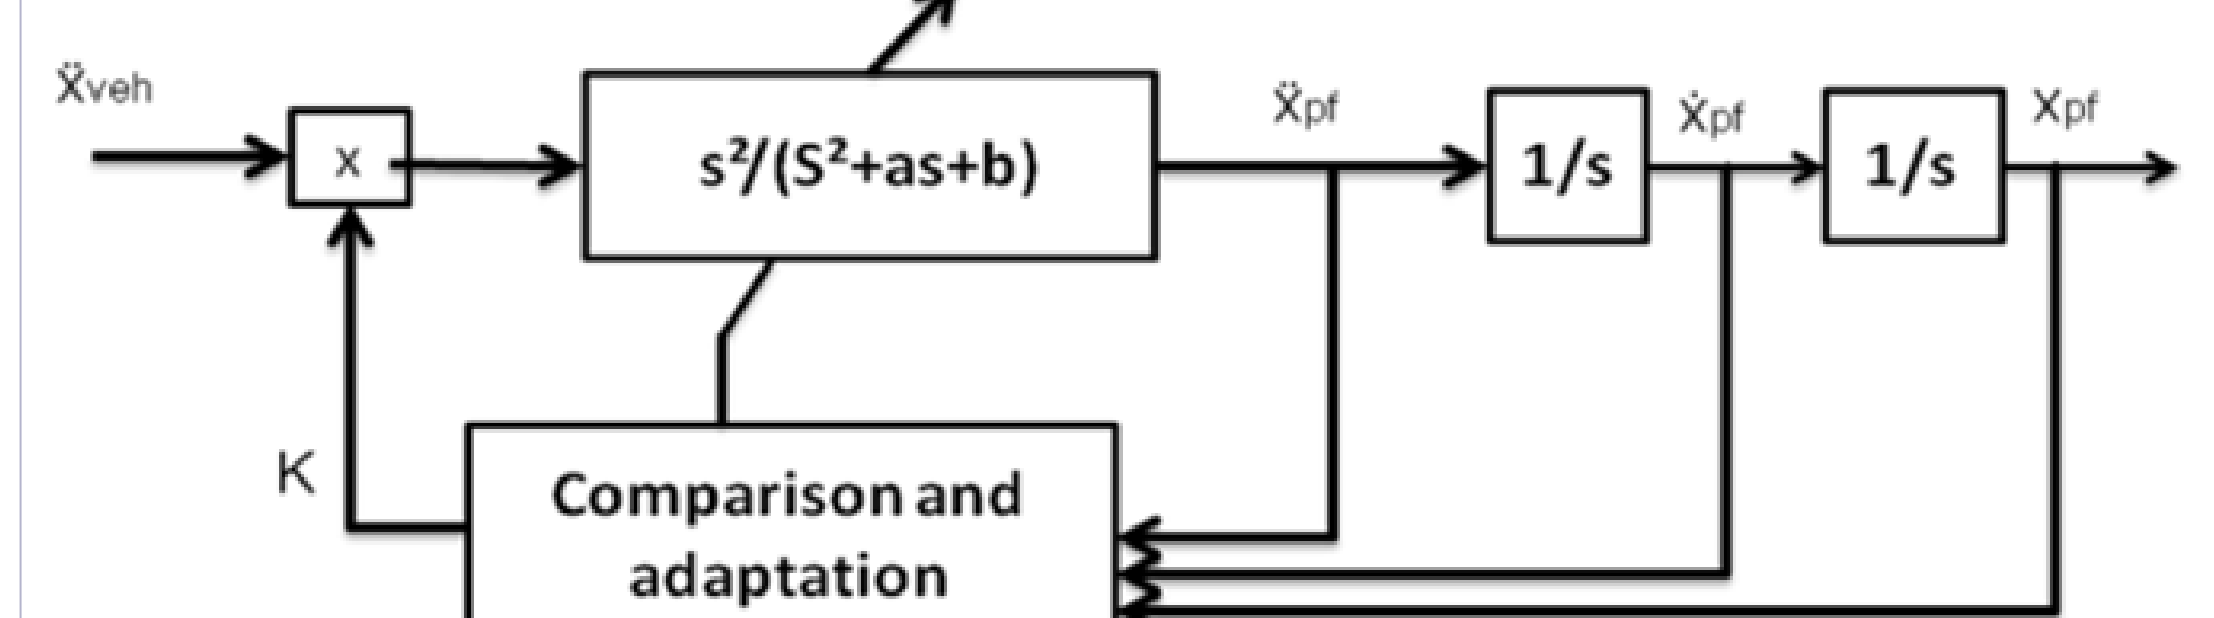 ẍveh
x
s²/(S²+as+b)
ẍpf
1/s
ẋpf
1/s
xpf
K
Comparison and
adaptation